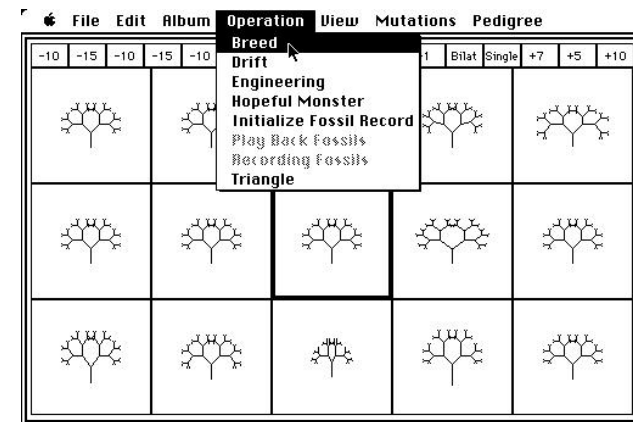 File Edit Album Operation View Mutations Pedigree
Breed
-10 -15 -10 -15 -10 Bilat Single +7 +5 +10
Drift
Engineering
Hopeful Monster
Initialize Fossil Record
Play Back Fossils
Recording Fossils
Triangle